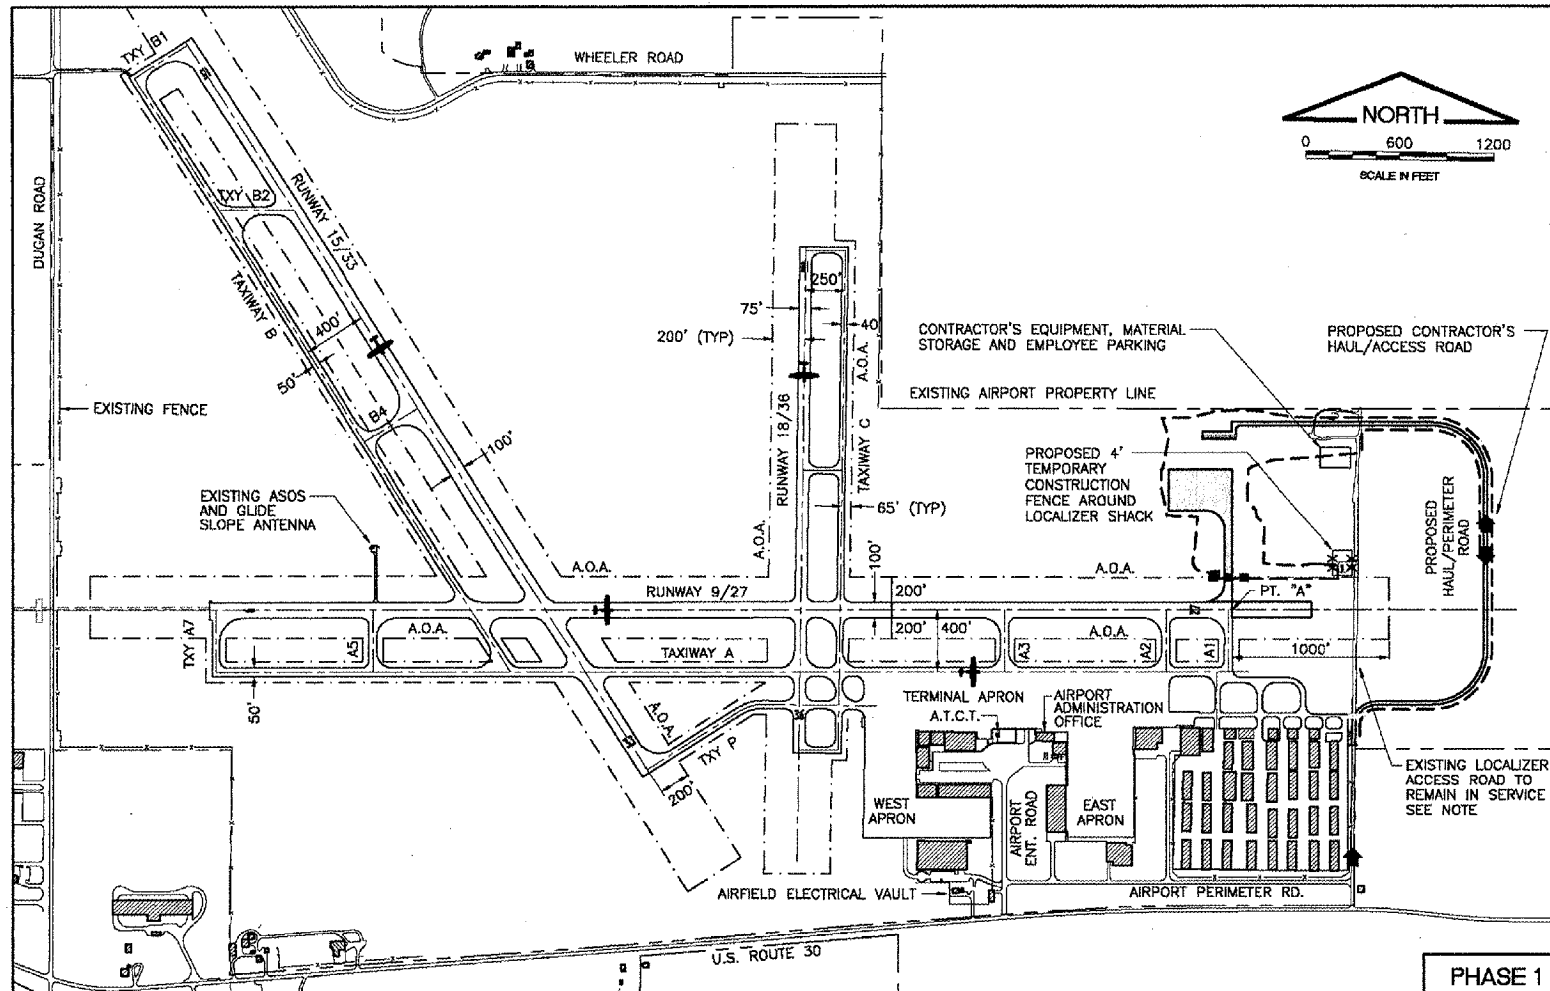 TXY B1
WHEELER ROAD
NORTH
0 600 1200
SCALE IN FEET
DUGAN ROAD
33
TXY B2
RUNWAY 15/33
TAXIWAY B
400'
50'
B4
100'
EXISTING FENCE
250'
75'
40
200' (TYP)
A.O.A.
RUNWAY 18/36
TAXIWAY C
A.O.A.
65' (TYP)
CONTRACTOR'S EQUIPMENT, MATERIAL
STORAGE AND EMPLOYEE PARKING
PROPOSED CONTRACTOR'S
HAUL/ACCESS ROAD
EXISTING AIRPORT PROPERTY LINE
PROPOSED 4'
TEMPORARY
CONSTRUCTION
FENCE AROUND
LOCALIZER SHACK
PROPOSED
HAUL/PERIMETER
ROAD
EXISTING ASOS
AND GLIDE
SLOPE ANTENNA
A.O.A.
RUNWAY 9/27
100'
200'
A.O.A.
27
PT. "A"
TXY A7
A5
A.O.A.
TAXIWAY A
200'
400'
A3
A.O.A.
A2
A1
1000'
50'
A.O.A.
TXY P
200'
36
TERMINAL APRON
A.T.C.T.
AIRPORT
ADMINISTRATION
OFFICE
WEST
APRON
AIRPORT
ENT. ROAD
EAST
APRON
EXISTING LOCALIZER
ACCESS ROAD TO
REMAIN IN SERVICE
SEE NOTE
AIRFIELD ELECTRICAL VAULT
AIRPORT PERIMETER RD.
U.S. ROUTE 30
PHASE 1